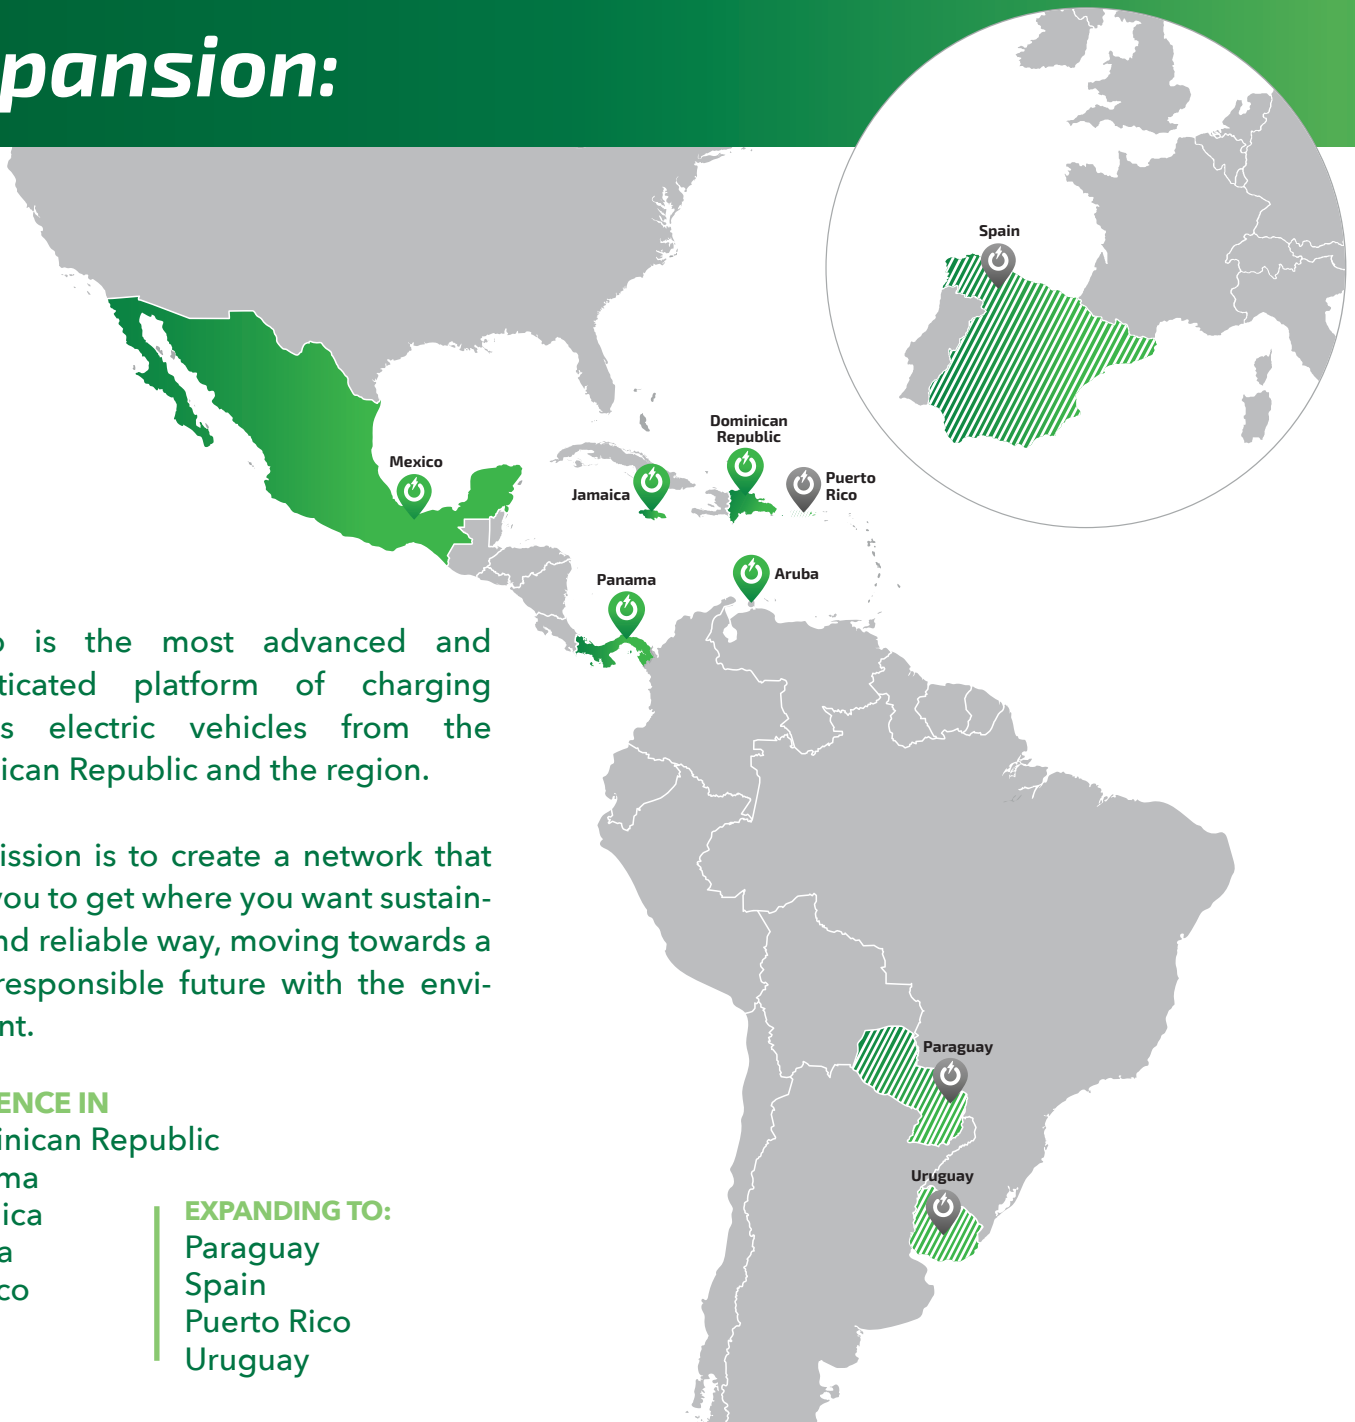 pansion:
Spain
Dominican
Republic
Mexico
Jamaica
Puerto
Rico
Panama
Aruba
o is the most advanced and
ticated platform of charging
s electric vehicles from the
ican Republic and the region.
ission is to create a network that
you to get where you want sustain-
nd reliable way, moving towards a
responsible future with the envi-
nt.
Paraguay
Uruguay
ENCE IN
inican Republic
ma
ica
a
co
EXPANDING TO:
Paraguay
Spain
Puerto Rico
Uruguay